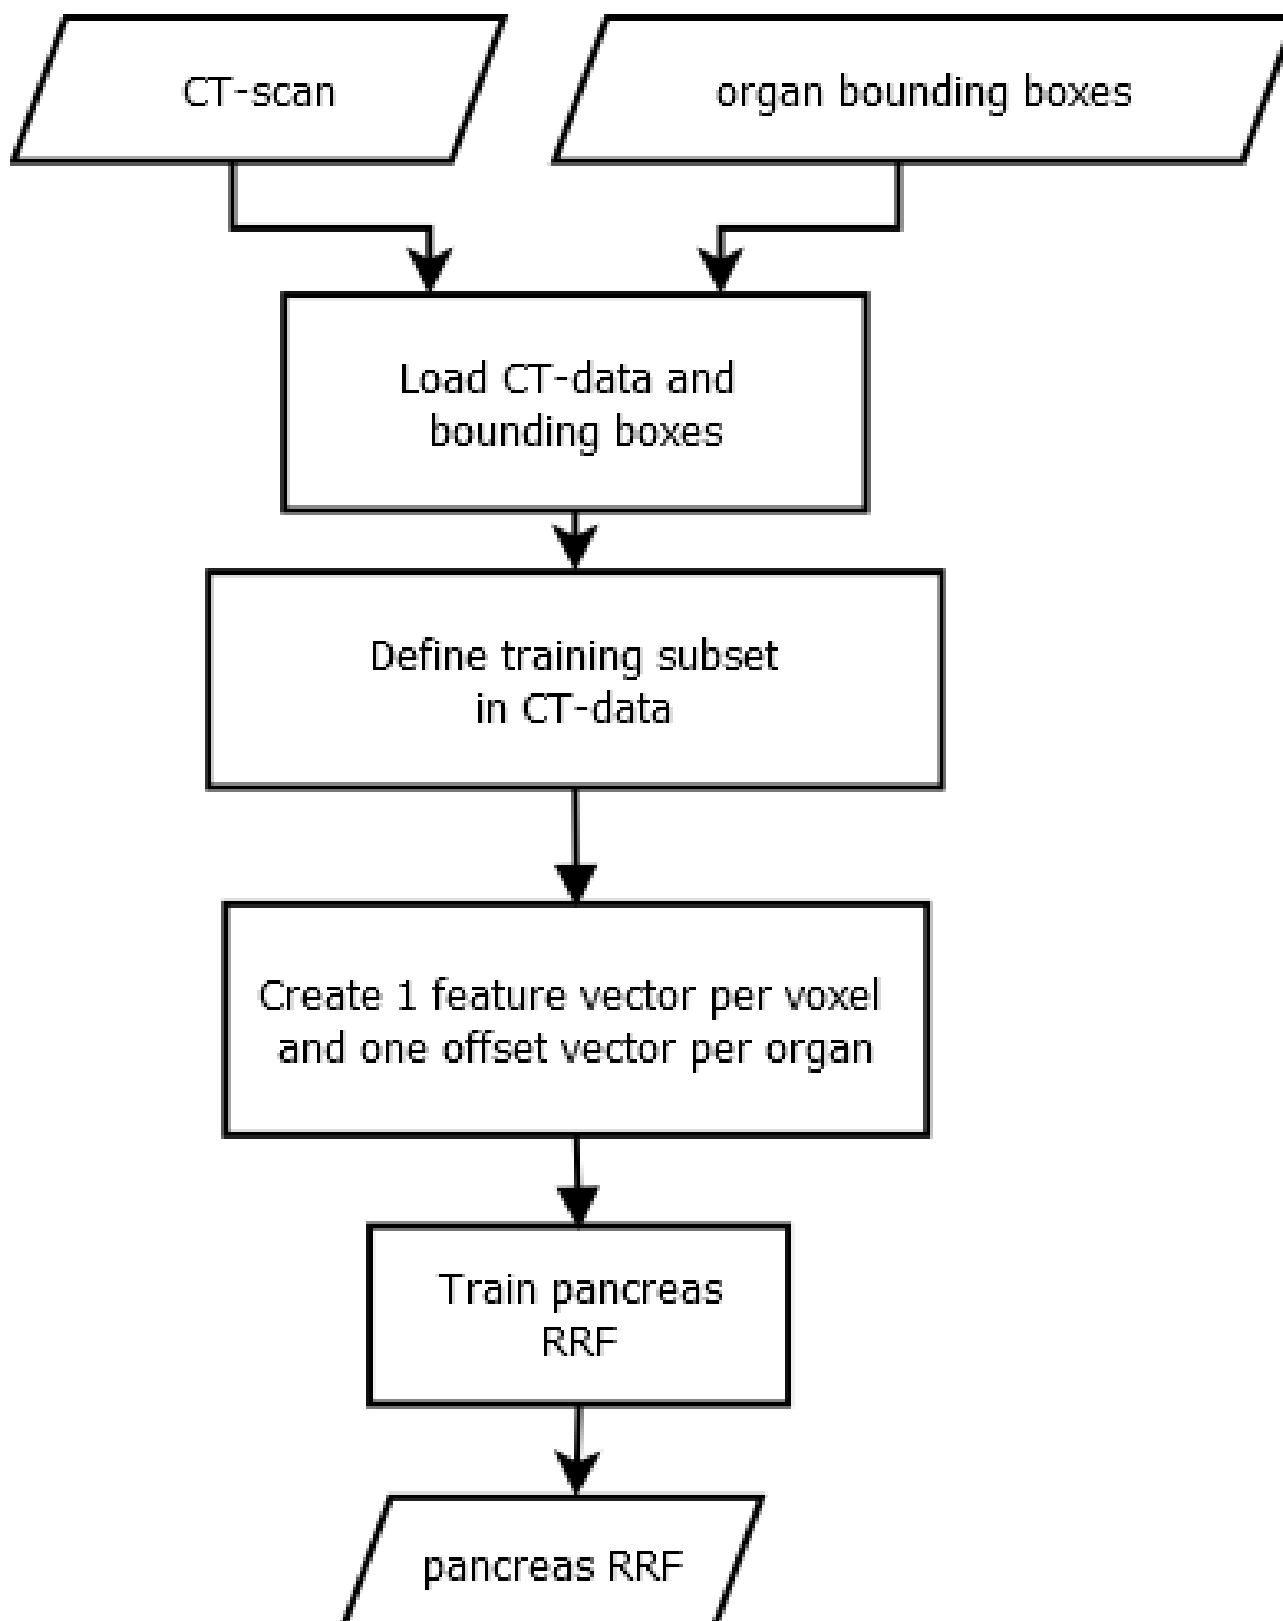 CT-scan
organ bounding boxes
Load CT-data and
bounding boxes
Define training subset
in CT-data
Create 1 feature vector per voxel
and one offset vector per organ
Train pancreas
RRF
pancreas RRF